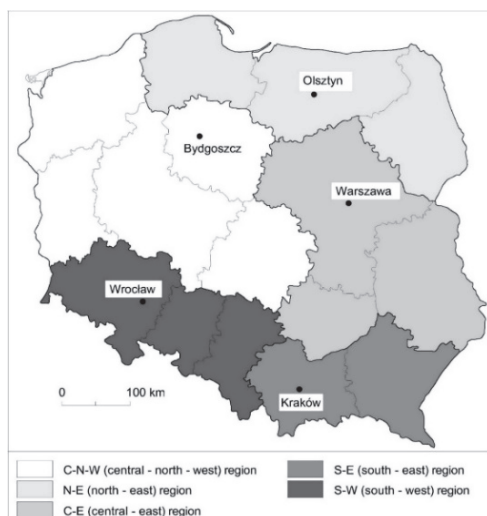 Olsztyn
Bydgoszcz
Warszawa
Wrocław
Kraków
0 100 km
C-N-W (central - north - west) region
S-E (south - east) region
N-E (north - east) region
S-W (south - west) region
C-E (central - east) region